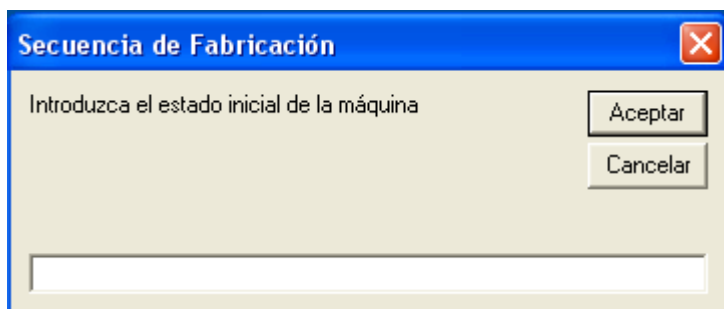 Secuencia de Fabricación
Introduzca el estado inicial de la máquina
Aceptar
Cancelar